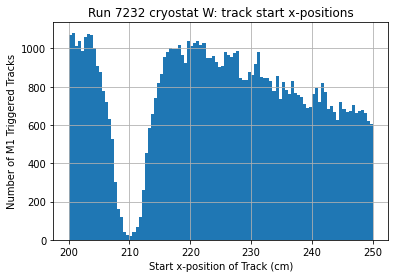 Run 7232 cryostat W: track start x-positions
Number of M1 Triggered Tracks
1000
800
600
400
200
0
200 210 220 230 240 250
Start x-position of Track (cm)